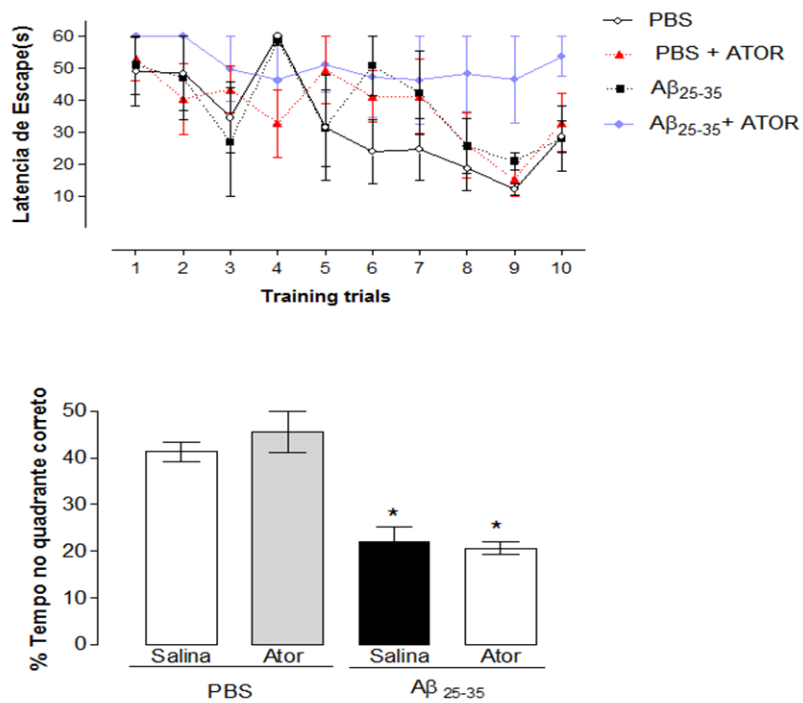 Latencia de Escape(s)
60
50
40
30
20
10
1 2 3 4 5 6 7 8 9 10
Training trials
PBS
PBS + ATOR
Aβ25-35
Aβ25-35+ ATOR
% Tempo no quadrante correto
50
40
30
20
10
0
* *
Salina Ator Salina Ator
PBS Aβ 25-35